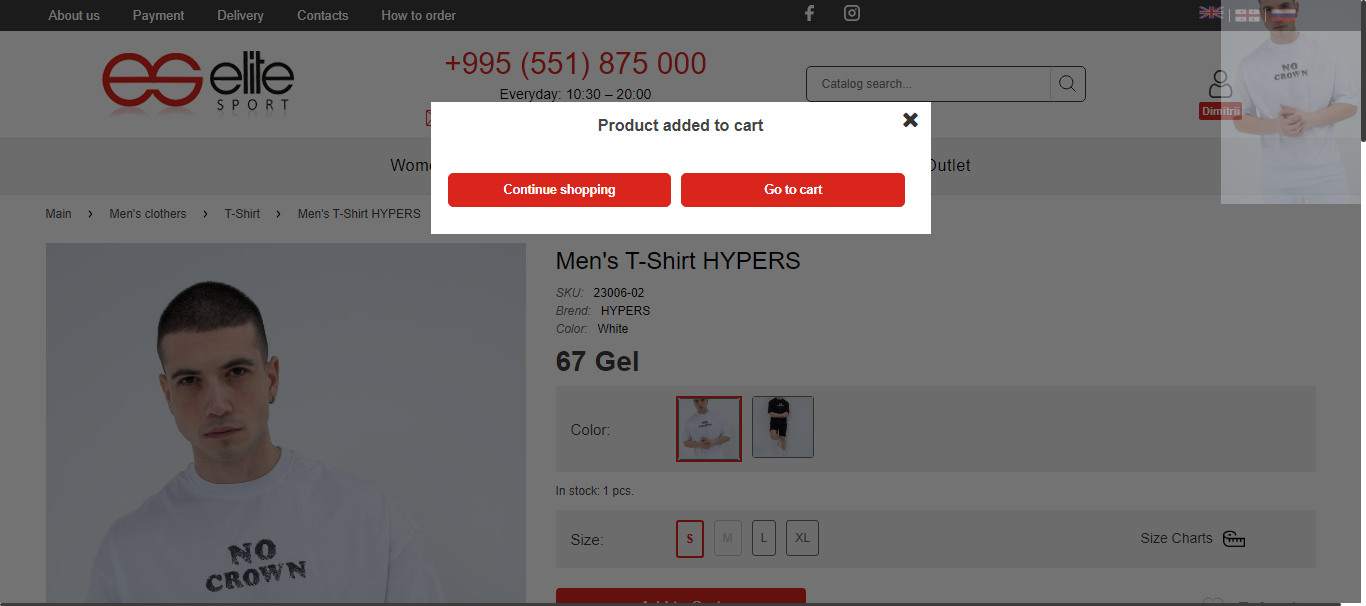 About us Payment Delivery Contacts How to order
elite
SPORT
+995 (551) 875 000
Everyday: 10:30 – 20:00
Catalog search...
Dimitrii
NO
CROWN
Product added to cart
Continue shopping Go to cart
Outlet
Main › Men's clothers › T-Shirt › Men's T-Shirt HYPERS
Men's T-Shirt HYPERS
SKU: 23006-02
Brend: HYPERS
Color: White
67 Gel
Color:
In stock: 1 pcs.
Size: S M L XL Size Charts
NO
CROWN